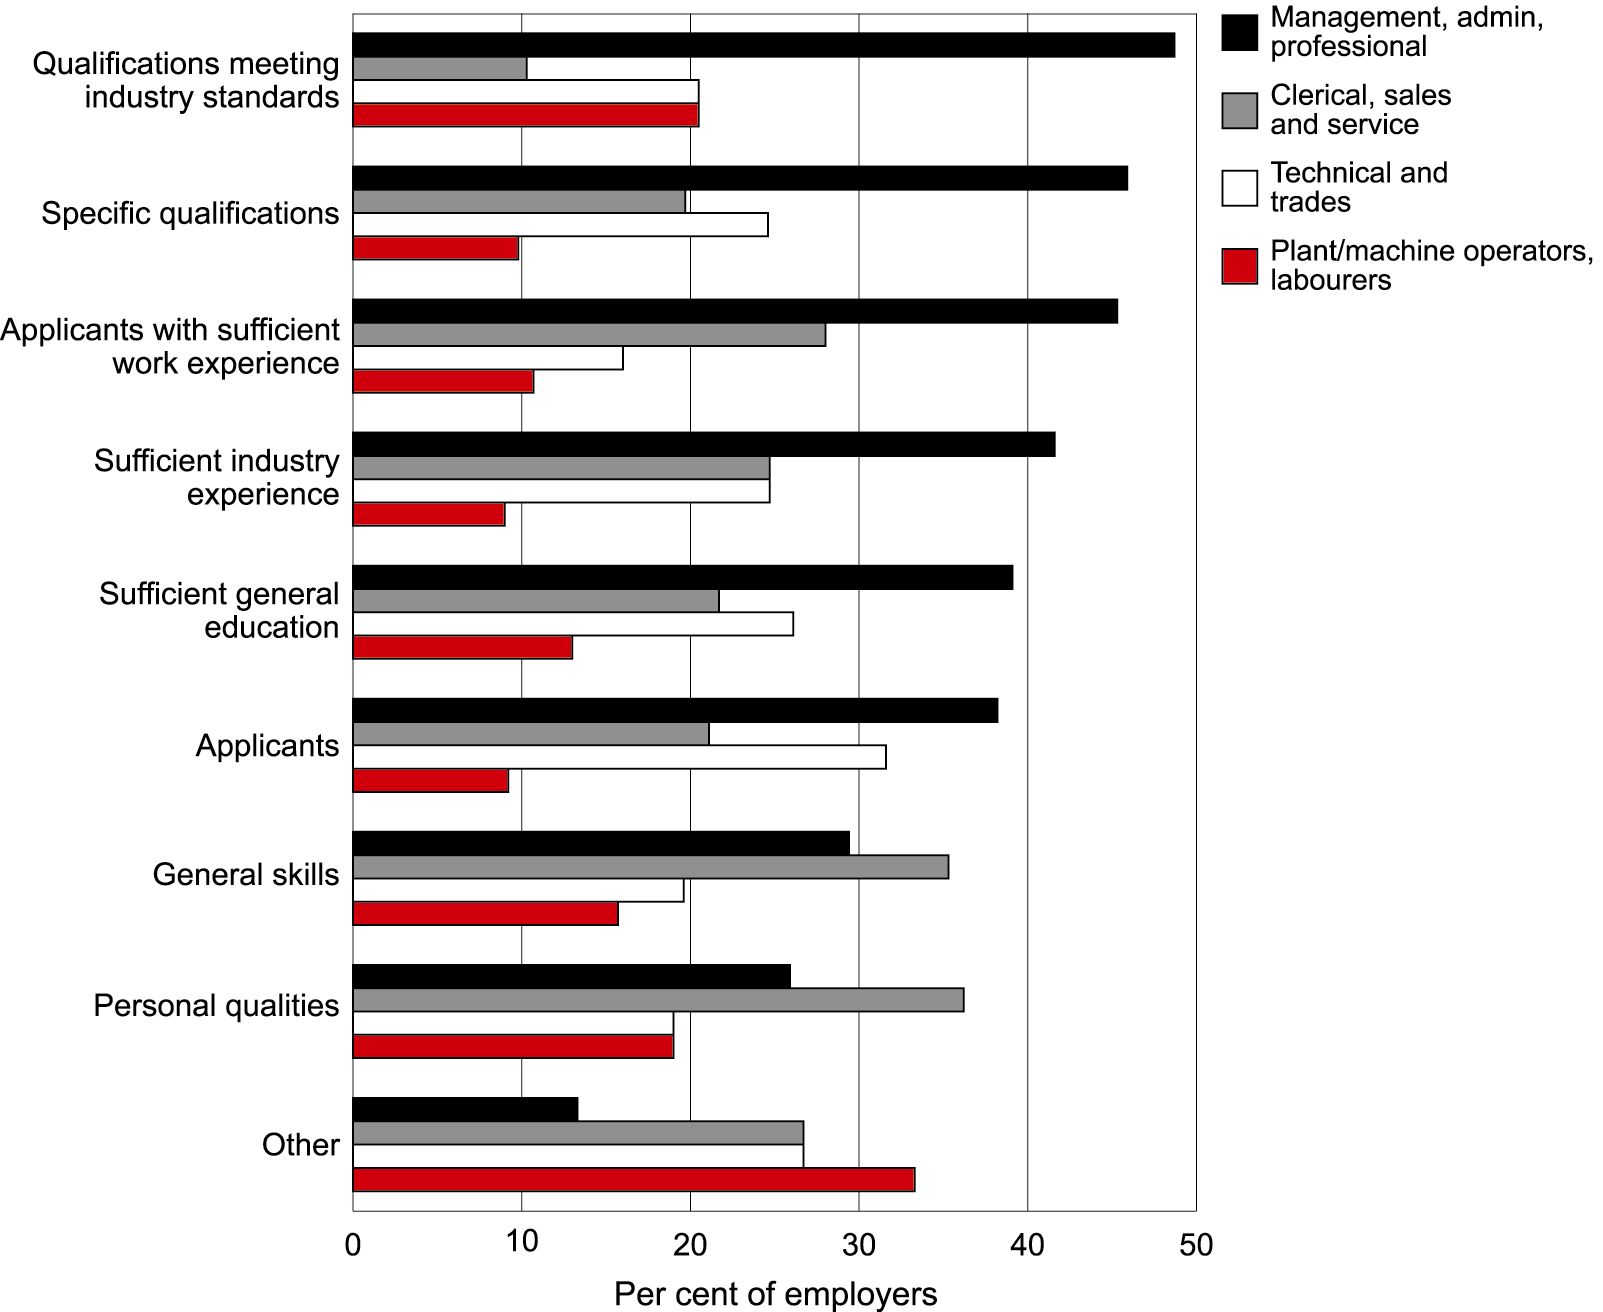 Qualifications meeting
industry standards
Specific qualifications
Applicants with sufficient
work experience
Sufficient industry
experience
Sufficient general
education
Applicants
General skills
Personal qualities
Other
0 10 20 30 40 50
Per cent of employers
Management, admin,
professional
Clerical, sales
and service
Technical and
trades
Plant/machine operators,
labourers